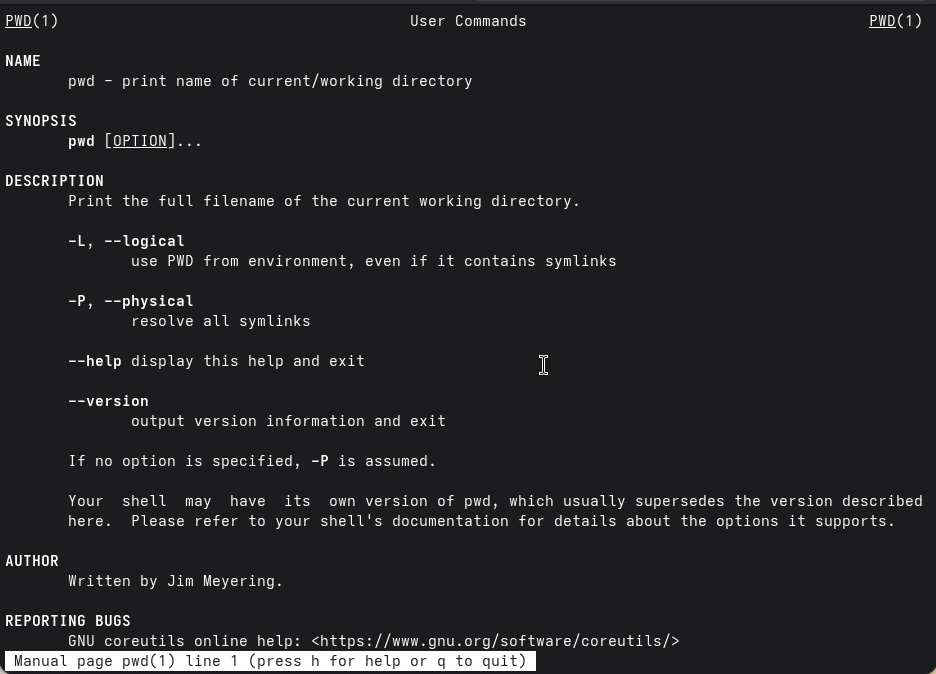 PWD(1) User Commands PWD(1)
NAME
pwd - print name of current/working directory
SYNOPSIS
pwd [OPTION]...
DESCRIPTION
Print the full filename of the current working directory.
-L, --logical
use PWD from environment, even if it contains symlinks
-P, --physical
resolve all symlinks
--help display this help and exit
--version
output version information and exit
If no option is specified, -P is assumed.
Your shell may have its own version of pwd, which usually supersedes the version described
here. Please refer to your shell's documentation for details about the options it supports.
AUTHOR
Written by Jim Meyering.
REPORTING BUGS
GNU coreutils online help: <https://www.gnu.org/software/coreutils/>
Manual page pwd(1) line 1 (press h for help or q to quit)